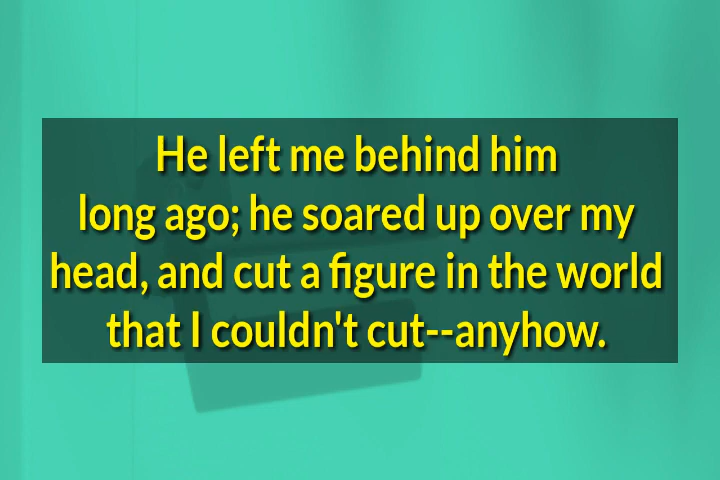 He left me behind him
long ago; he soared up over my
head, and cut a figure in the world
that I couldn't cut--anyhow.